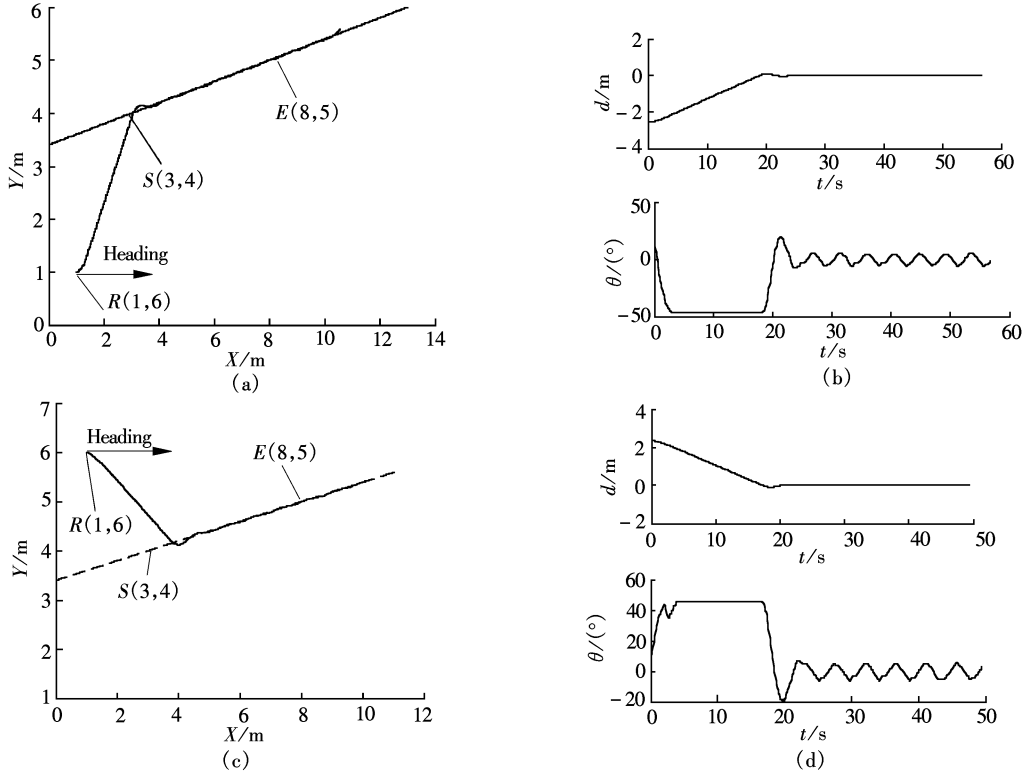 6
5
4
3
2
1
0
Y/m
E(8,5)
S(3,4)
Heading
R(1,6)
0 2 4 6 8 10 12 14
X/m
(a)
2
0
−2
−4
d/m
0 10 20 30 40 50 60
t/s
50
0
−50
θ/(°)
0 10 20 30 40 50 60
t/s
(b)
7
6
5
4
3
2
1
Y/m
Heading
E(8,5)
R(1,6)
S(3,4)
0 2 4 6 8 10 12
X/m
(c)
4
2
0
−2
d/m
0 10 20 30 40 50
t/s
60
40
20
0
−20
θ/(°)
0 10 20 30 40 50
t/s
(d)